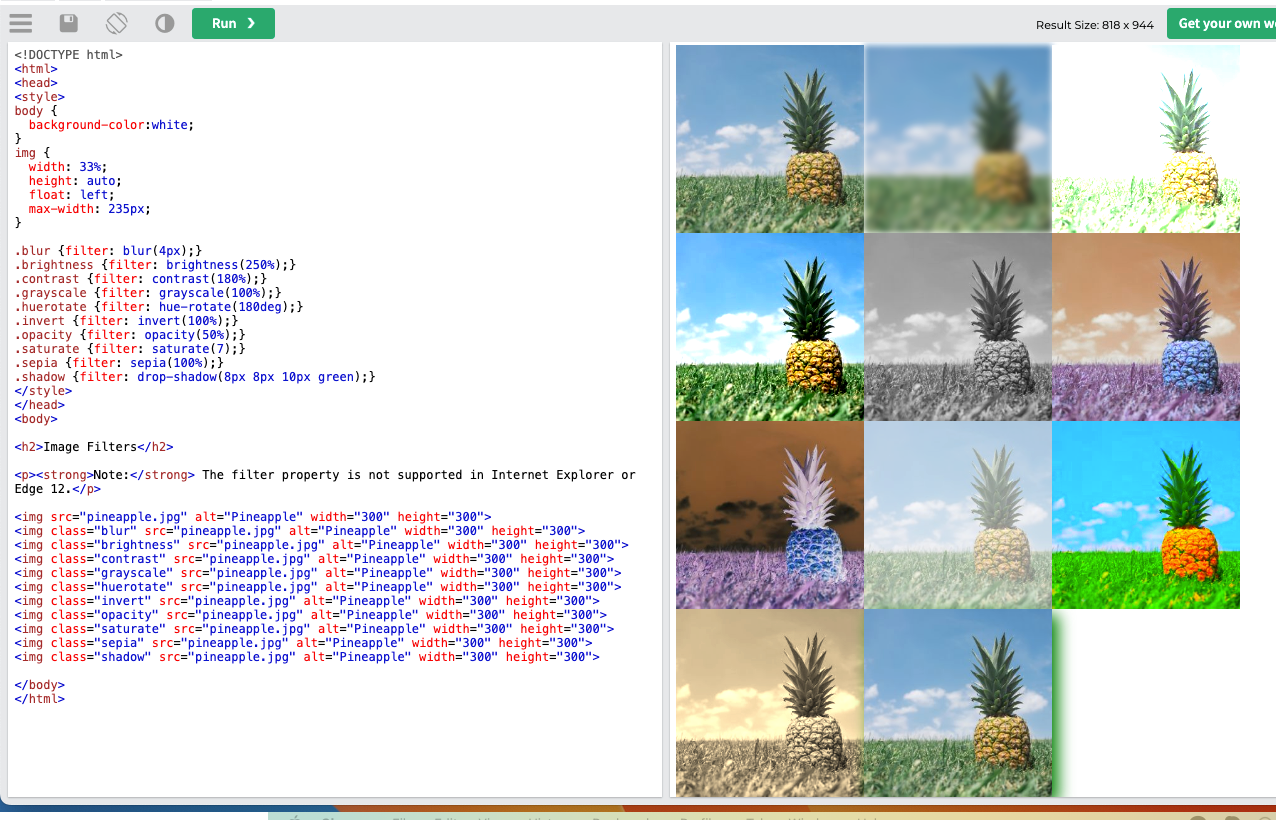 Run ❯
Result Size: 818 x 944
Get your own
<!DOCTYPE html>
<html>
<head>
<style>
body {
  background-color:white;
}
img {
  width: 33%;
  height: auto;
  float: left;
  max-width: 235px;
}

.blur {filter: blur(4px);}
.brightness {filter: brightness(250%);}
.contrast {filter: contrast(180%);}
.grayscale {filter: grayscale(100%);}
.huerotate {filter: hue-rotate(180deg);}
.invert {filter: invert(100%);}
.opacity {filter: opacity(50%);}
.saturate {filter: saturate(7);}
.sepia {filter: sepia(100%);}
.shadow {filter: drop-shadow(8px 8px 10px green);}
</style>
</head>
<body>

<h2>Image Filters</h2>

<p><strong>Note:</strong> The filter property is not supported in Internet Explorer or
Edge 12.</p>

<img src="pineapple.jpg" alt="Pineapple" width="300" height="300">
<img class="blur" src="pineapple.jpg" alt="Pineapple" width="300" height="300">
<img class="brightness" src="pineapple.jpg" alt="Pineapple" width="300" height="300">
<img class="contrast" src="pineapple.jpg" alt="Pineapple" width="300" height="300">
<img class="grayscale" src="pineapple.jpg" alt="Pineapple" width="300" height="300">
<img class="huerotate" src="pineapple.jpg" alt="Pineapple" width="300" height="300">
<img class="invert" src="pineapple.jpg" alt="Pineapple" width="300" height="300">
<img class="opacity" src="pineapple.jpg" alt="Pineapple" width="300" height="300">
<img class="saturate" src="pineapple.jpg" alt="Pineapple" width="300" height="300">
<img class="sepia" src="pineapple.jpg" alt="Pineapple" width="300" height="300">
<img class="shadow" src="pineapple.jpg" alt="Pineapple" width="300" height="300">

</body>
</html>